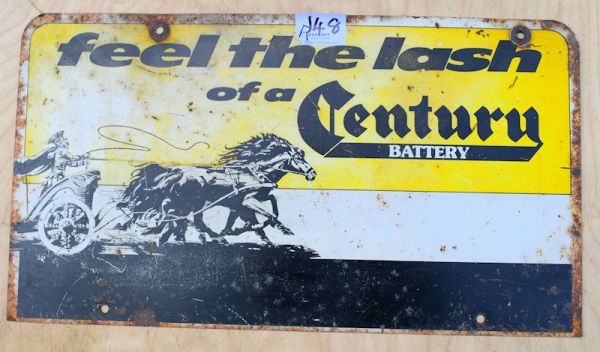 148
feel the lash
of a Century
BATTERY